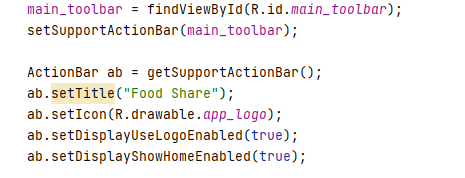 main_toolbar = findViewById(R.id.main_toolbar);
setSupportActionBar(main_toolbar);
ActionBar ab = getSupportActionBar();
ab.setTitle("Food Share");
ab.setIcon(R.drawable.app_logo);
ab.setDisplayUseLogoEnabled(true);
ab.setDisplayShowHomeEnabled(true);